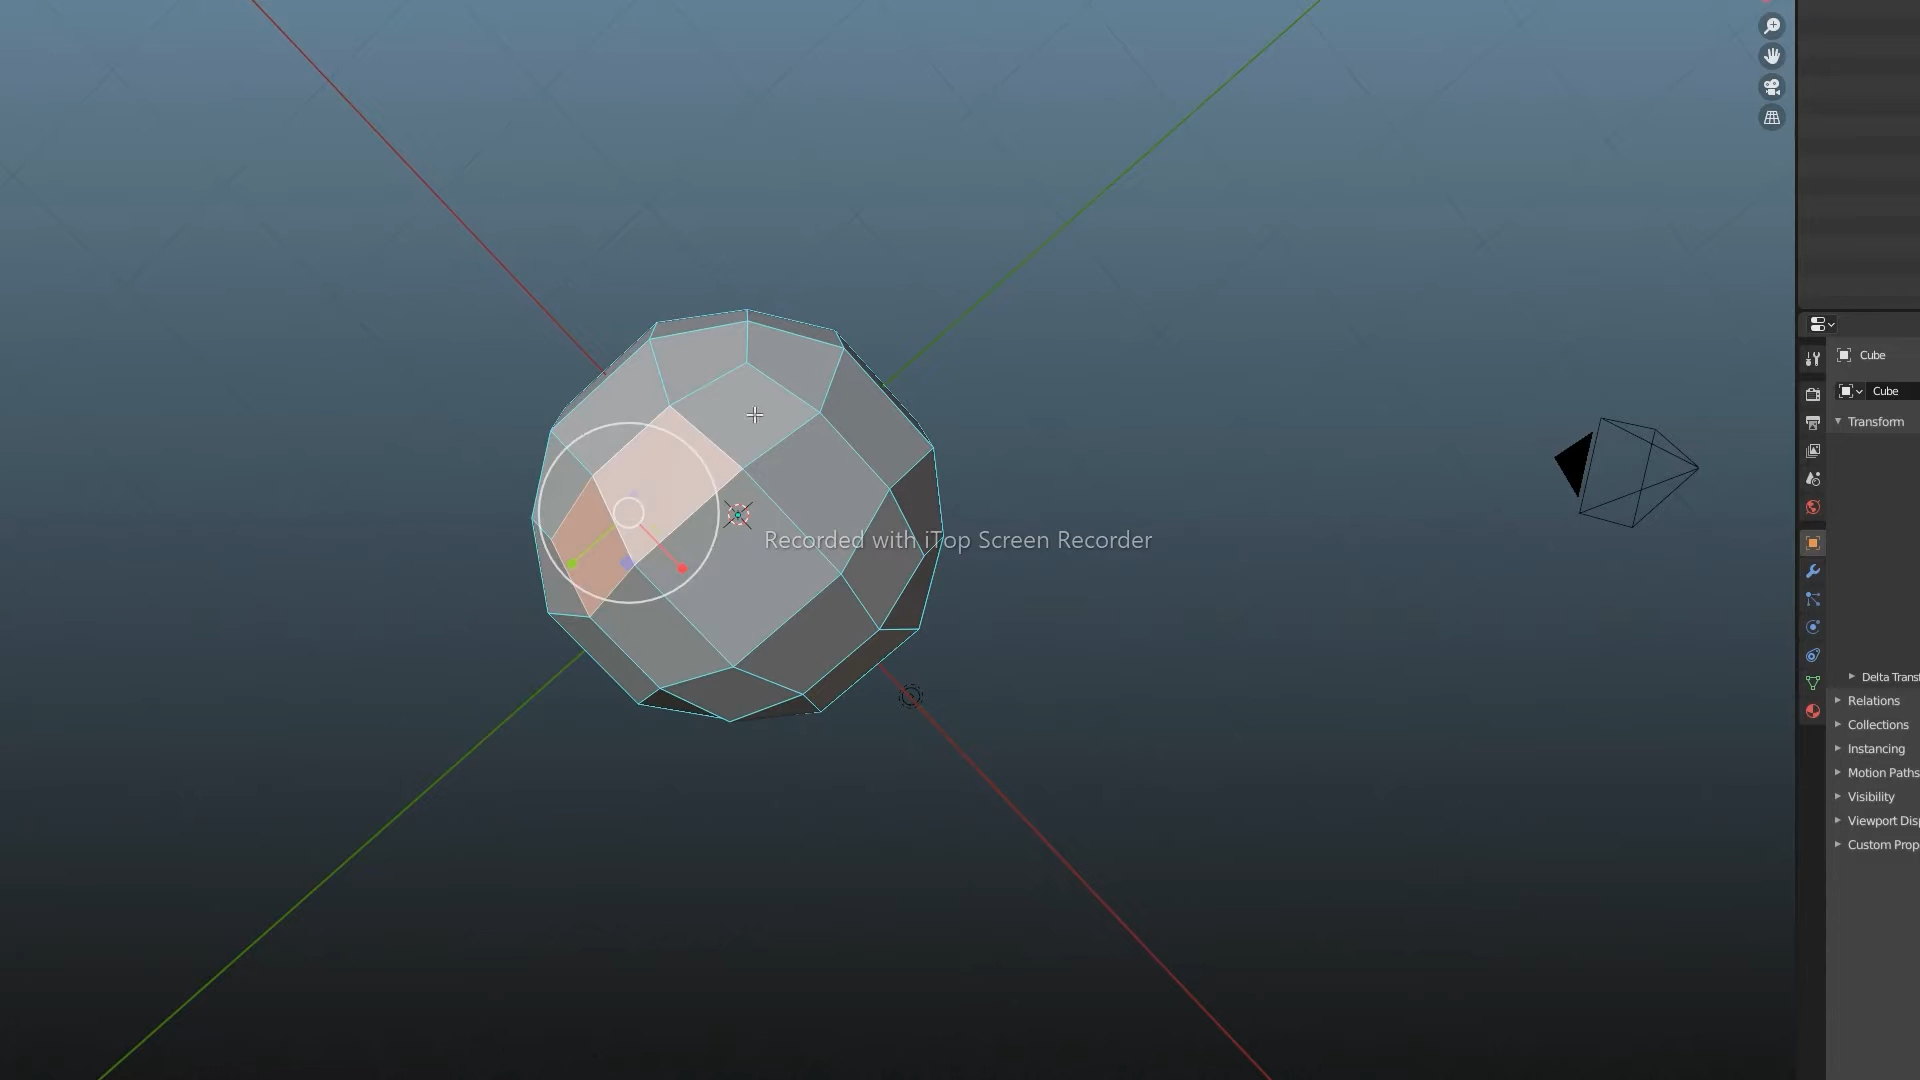 Recorded with iTop Screen Recorder
Cube
Cube
Transform
Delta Transf
Relations
Collections
Instancing
Motion Paths
Visibility
Viewport Disp
Custom Prop